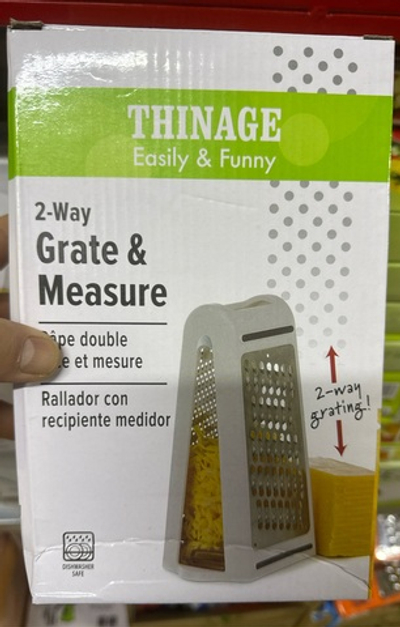 THINAGE
Easily & Funny
2-Way
Grate &
Measure
double
et mesure
Rallador con
recipiente medidor
2-way
grating!
DISHWASHER
SAFE